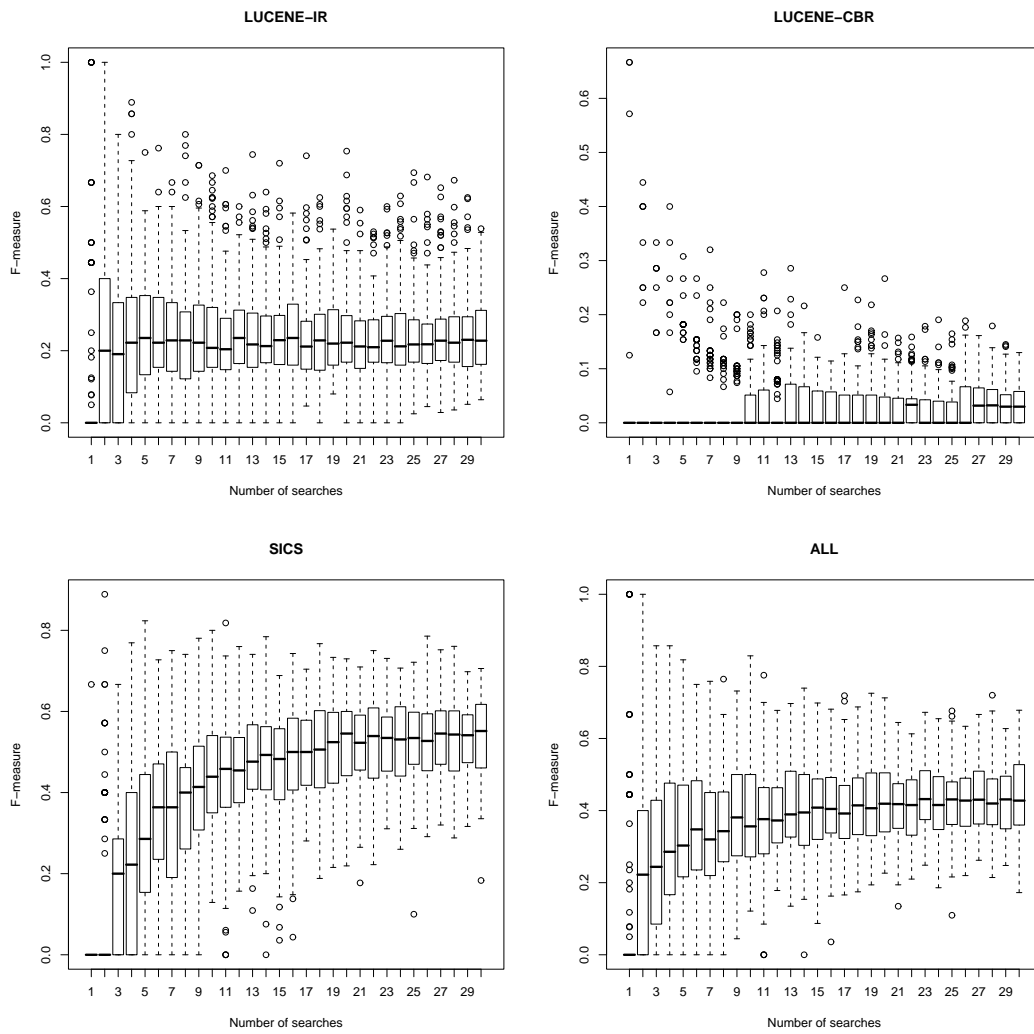 LUCENE−IR
F−measure
0.0 0.2 0.4 0.6 0.8 1.0
1 3 5 7 9 11 13 15 17 19 21 23 25 27 29
Number of searches
LUCENE−CBR
F−measure
0.0 0.1 0.2 0.3 0.4 0.5 0.6
1 3 5 7 9 11 13 15 17 19 21 23 25 27 29
Number of searches
SICS
F−measure
0.0 0.2 0.4 0.6 0.8
1 3 5 7 9 11 13 15 17 19 21 23 25 27 29
Number of searches
ALL
F−measure
0.0 0.2 0.4 0.6 0.8 1.0
1 3 5 7 9 11 13 15 17 19 21 23 25 27 29
Number of searches